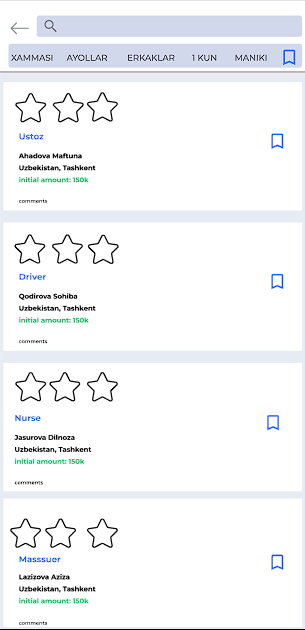 XAMMASI AYOLLAR ERKAKLAR 1 KUN MANIKI
Ustoz
Ahadova Maftuna
Uzbekistan, Tashkent
initial amount: 150k
comments
Driver
Qodirova Sohiba
Uzbekistan, Tashkent
initial amount: 150k
comments
Nurse
Jasurova Dilnoza
Uzbekistan, Tashkent
initial amount: 150k
comments
Masssuer
Lazizova Aziza
Uzbekistan, Tashkent
initial amount: 150k
comments